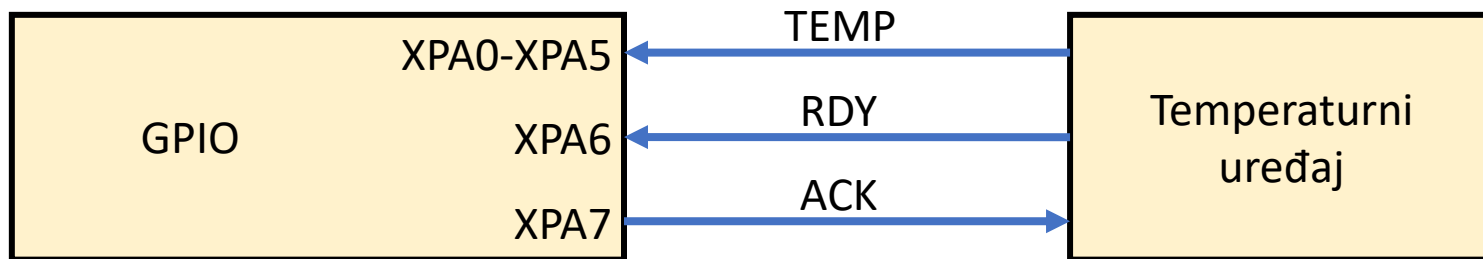 GPIO
XPA0-XPA5
XPA6
XPA7
TEMP
RDY
ACK
Temperaturni
uređaj